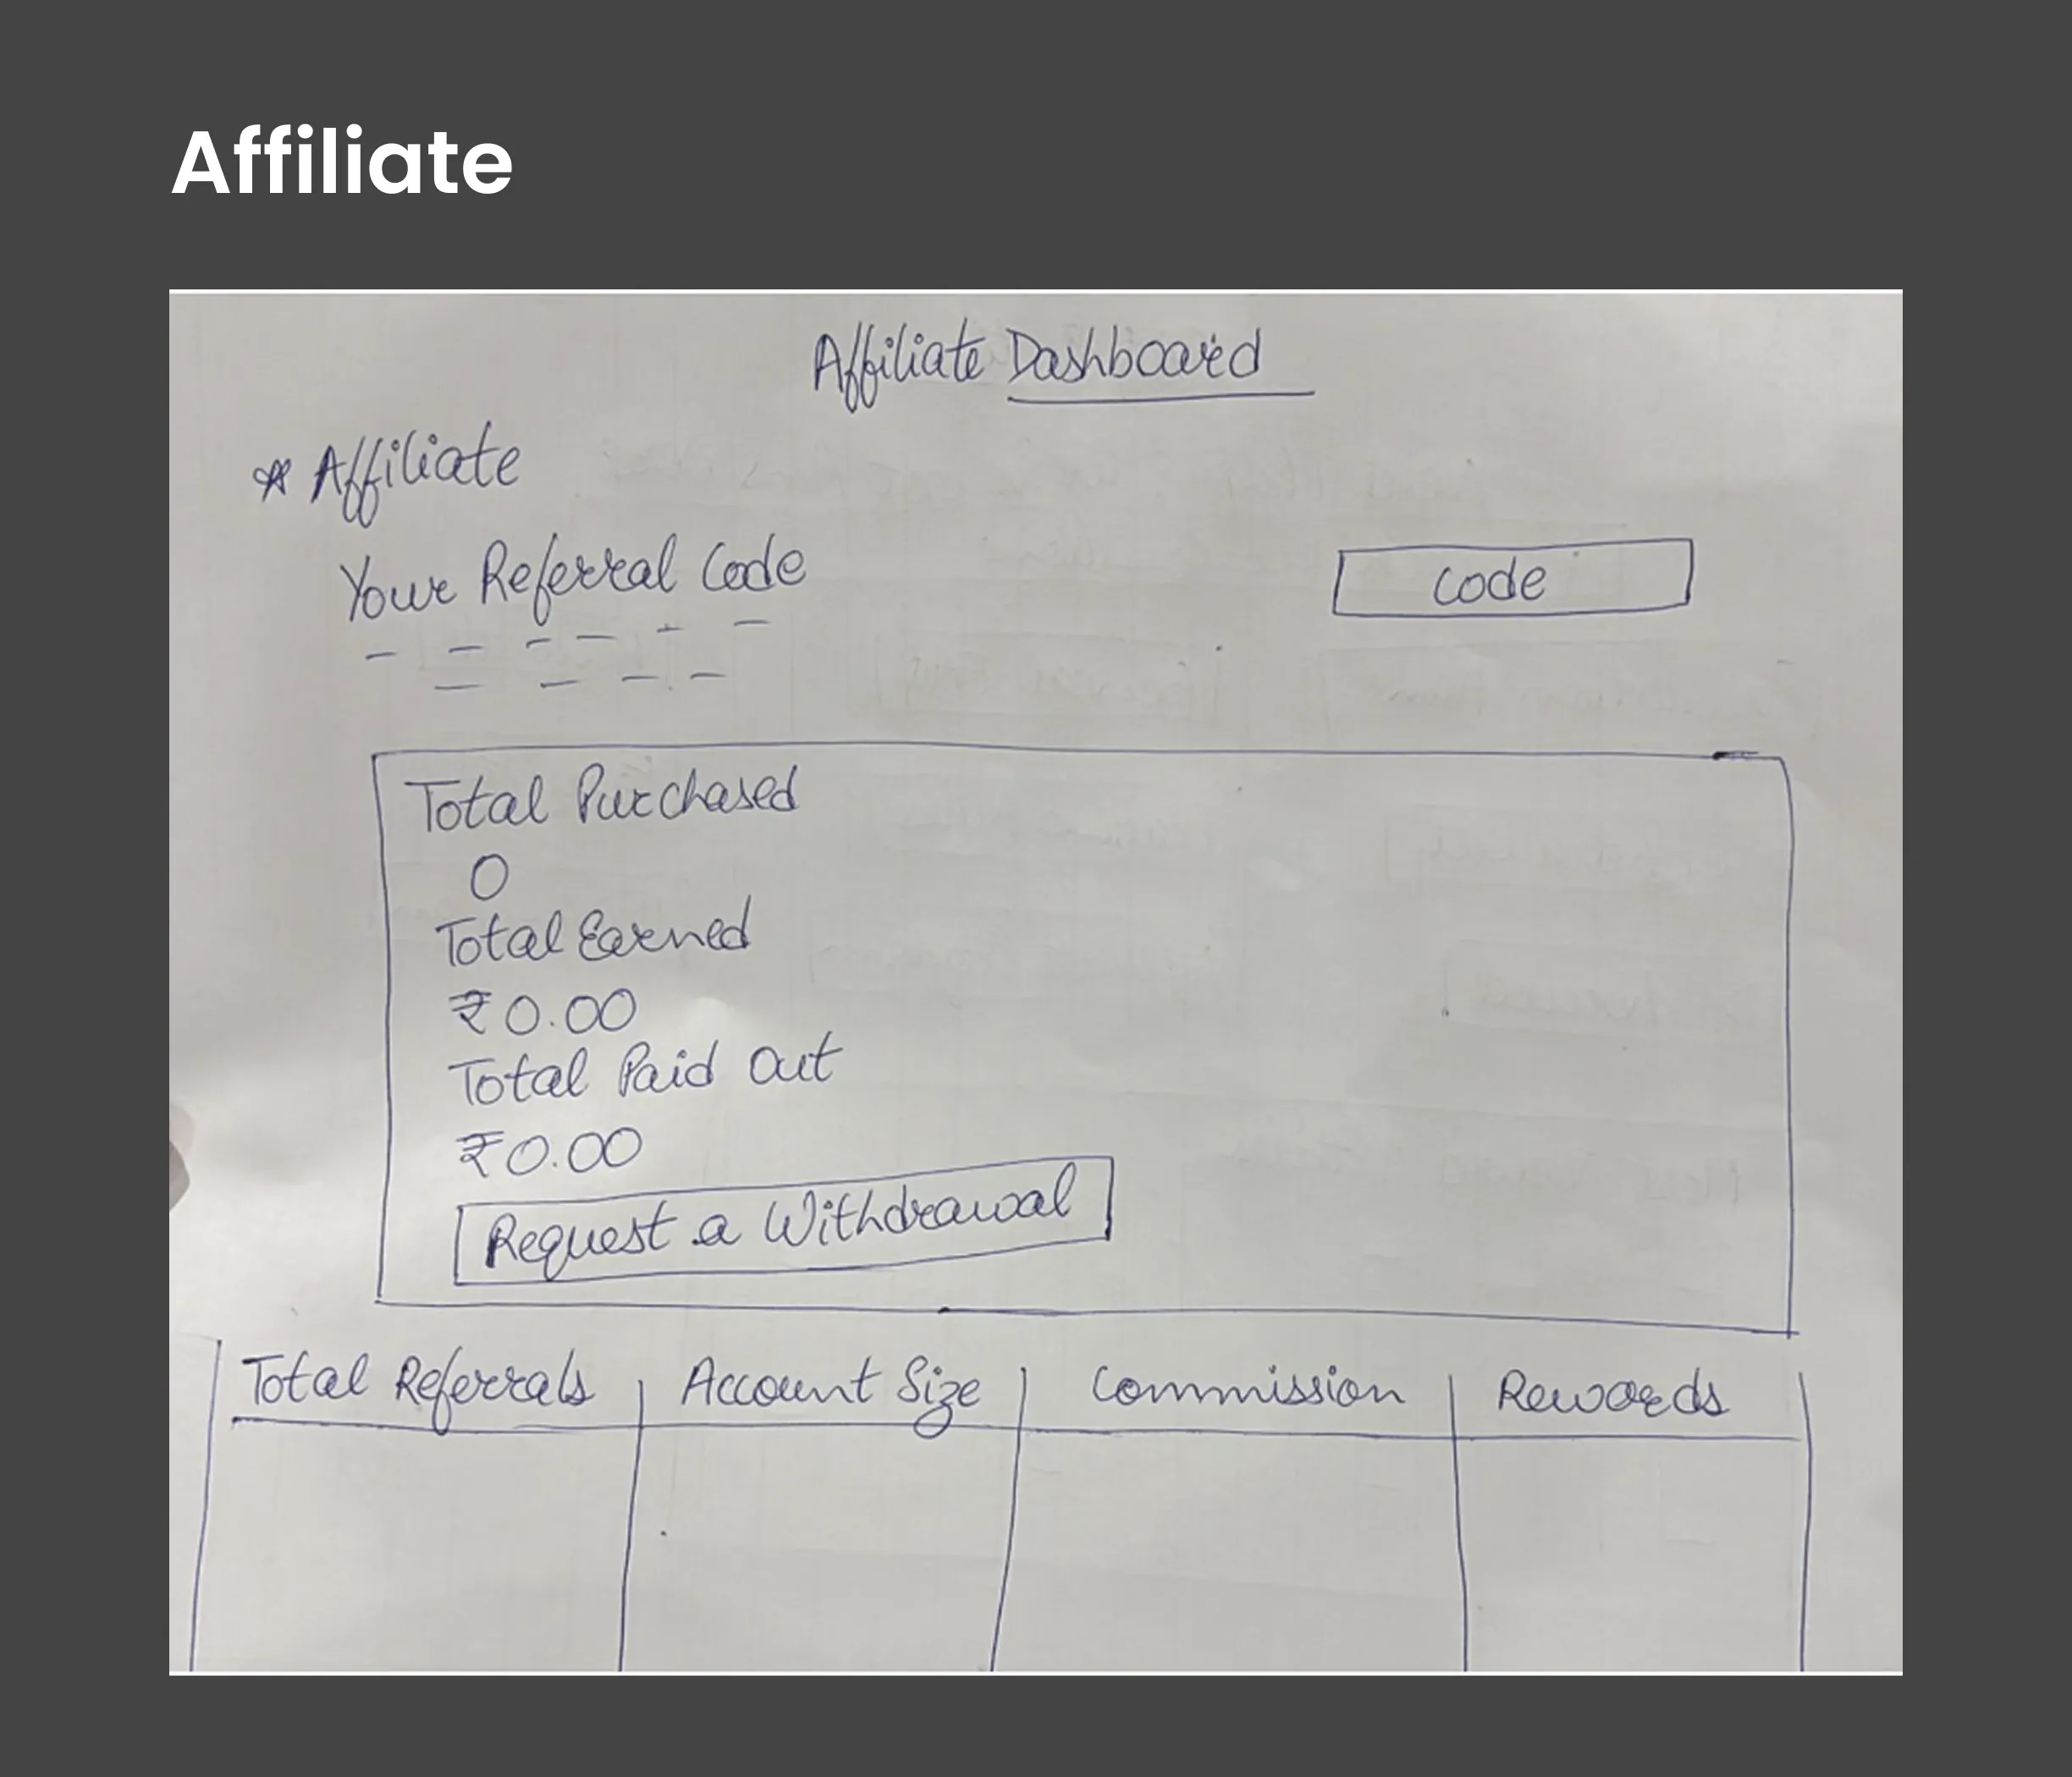 Affiliate
Affiliate Dashboard
* Affiliate
Your Referral Code
Code
Total Purchased
0
Total Earned
₹0.00
Total Paid Out
₹0.00
Request a Withdrawal
Total Referrals Account Size Commission Rewards